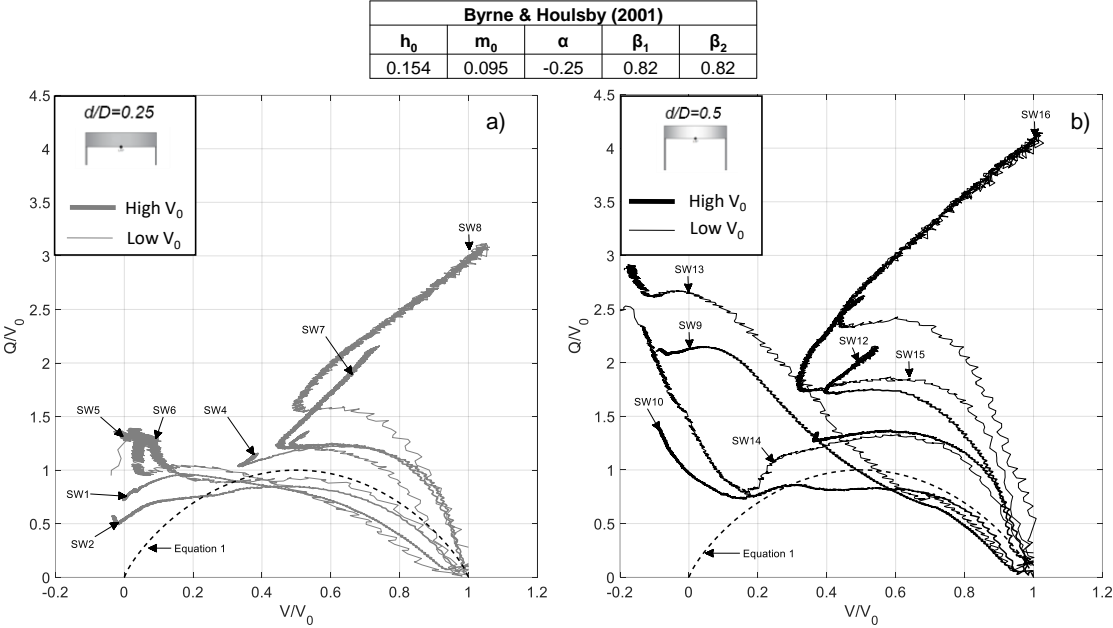 Byrne & Houlsby (2001)
h0 m0 α β1 β2
0.154 0.095 -0.25 0.82 0.82
d/D=0.25
High V0
Low V0
a)
SW8
SW7
SW5
SW6
SW4
SW1
SW2
Equation 1
4.5
4
3.5
3
2.5
2
1.5
1
0.5
0
Q/V0
-0.2 0 0.2 0.4 0.6 0.8 1 1.2
V/V0
d/D=0.5
High V0
Low V0
b)
SW16
SW13
SW9
SW12
SW15
SW10
SW14
Equation 1
4.5
4
3.5
3
2.5
2
1.5
1
0.5
0
Q/V0
-0.2 0 0.2 0.4 0.6 0.8 1 1.2
V/V0